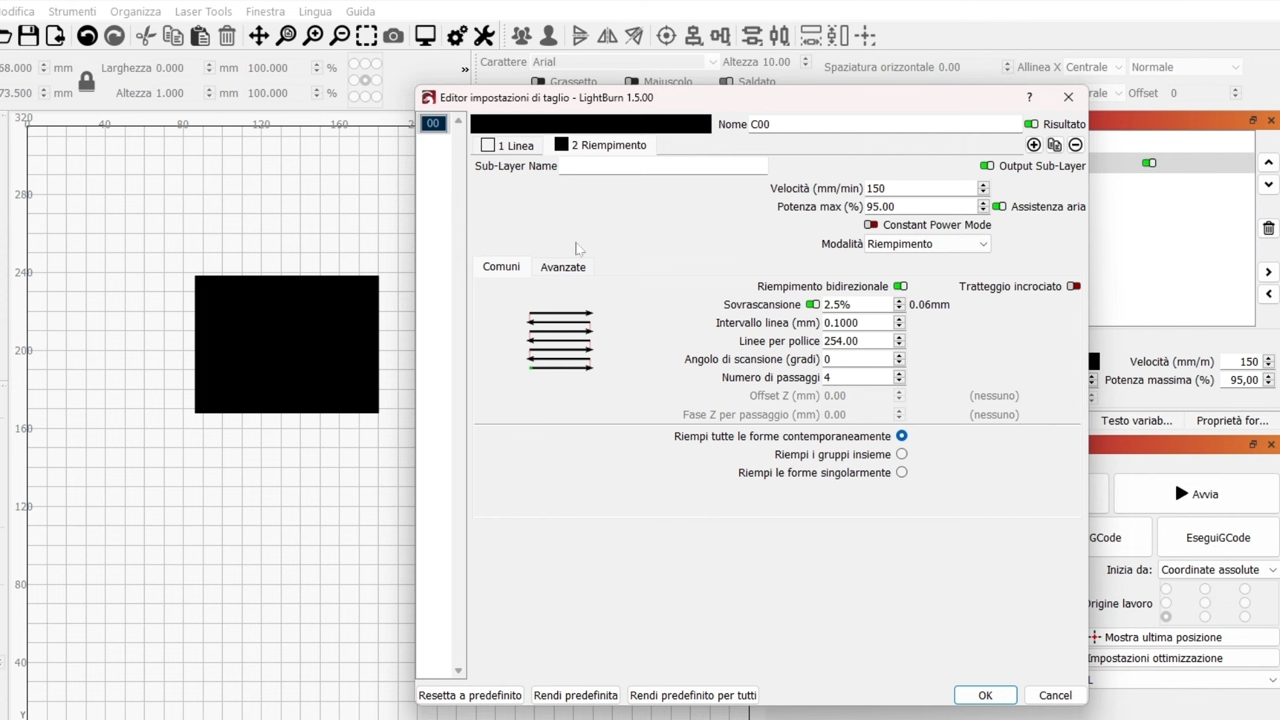 odifica Strumenti Organizza Laser Tools Finestra Lingua Guida
68.000 mm Larghezza 0.000 mm 100.000 % » Carattere Arial Altezza 10.00 Spaziatura orizzontale 0.00 Allinea X Centrale Normale
73.500 mm Altezza 1.000 mm 100.000 % Grassetto Maiuscolo Saldato Offset 0
Editor impostazioni di taglio - LightBurn 1.5.00 ?
320
40 80 120 160
280
240
200
160
120
80
40
Y
00
Nome C00 Risultato
1 Linea 2 Riempimento
Sub-Layer Name Output Sub-Layer
Velocità (mm/min) 150
Potenza max (%) 95.00 Assistenza aria
Constant Power Mode
Modalità Riempimento
Comuni Avanzate
Riempimento bidirezionale Tratteggio incrociato
Sovrascansione 2.5% 0.06mm
Intervallo linea (mm) 0.1000
Linee per pollice 254.00
Angolo di scansione (gradi) 0
Numero di passaggi 4
Offset Z (mm) 0.00 (nessuno)
Fase Z per passaggio (mm) 0.00 (nessuno)
Riempi tutte le forme contemporaneamente
Riempi i gruppi insieme
Riempi le forme singolarmente
Resetta a predefinito Rendi predefinita Rendi predefinito per tutti OK Cancel
Velocità (mm/m) 150
Potenza massima (%) 95,00
Testo variab... Proprietà for...
Avvia
GCode EseguiGCode
Inizia da: Coordinate assolute
Origine lavoro
Mostra ultima posizione
Impostazioni ottimizzazione